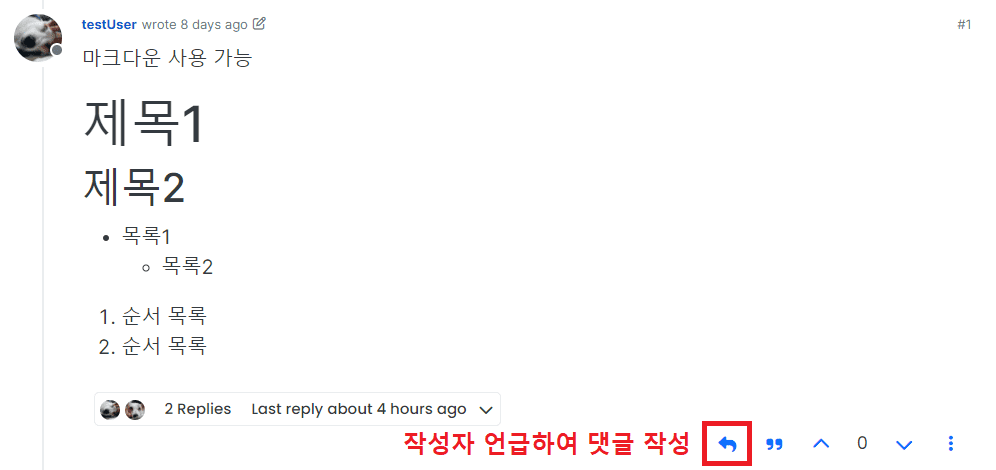 testUser wrote 8 days ago #1
마크다운 사용 가능
제목1
제목2
목록1
목록2
1. 순서 목록
2. 순서 목록
2 Replies Last reply about 4 hours ago
작성자 언급하여 댓글 작성 0